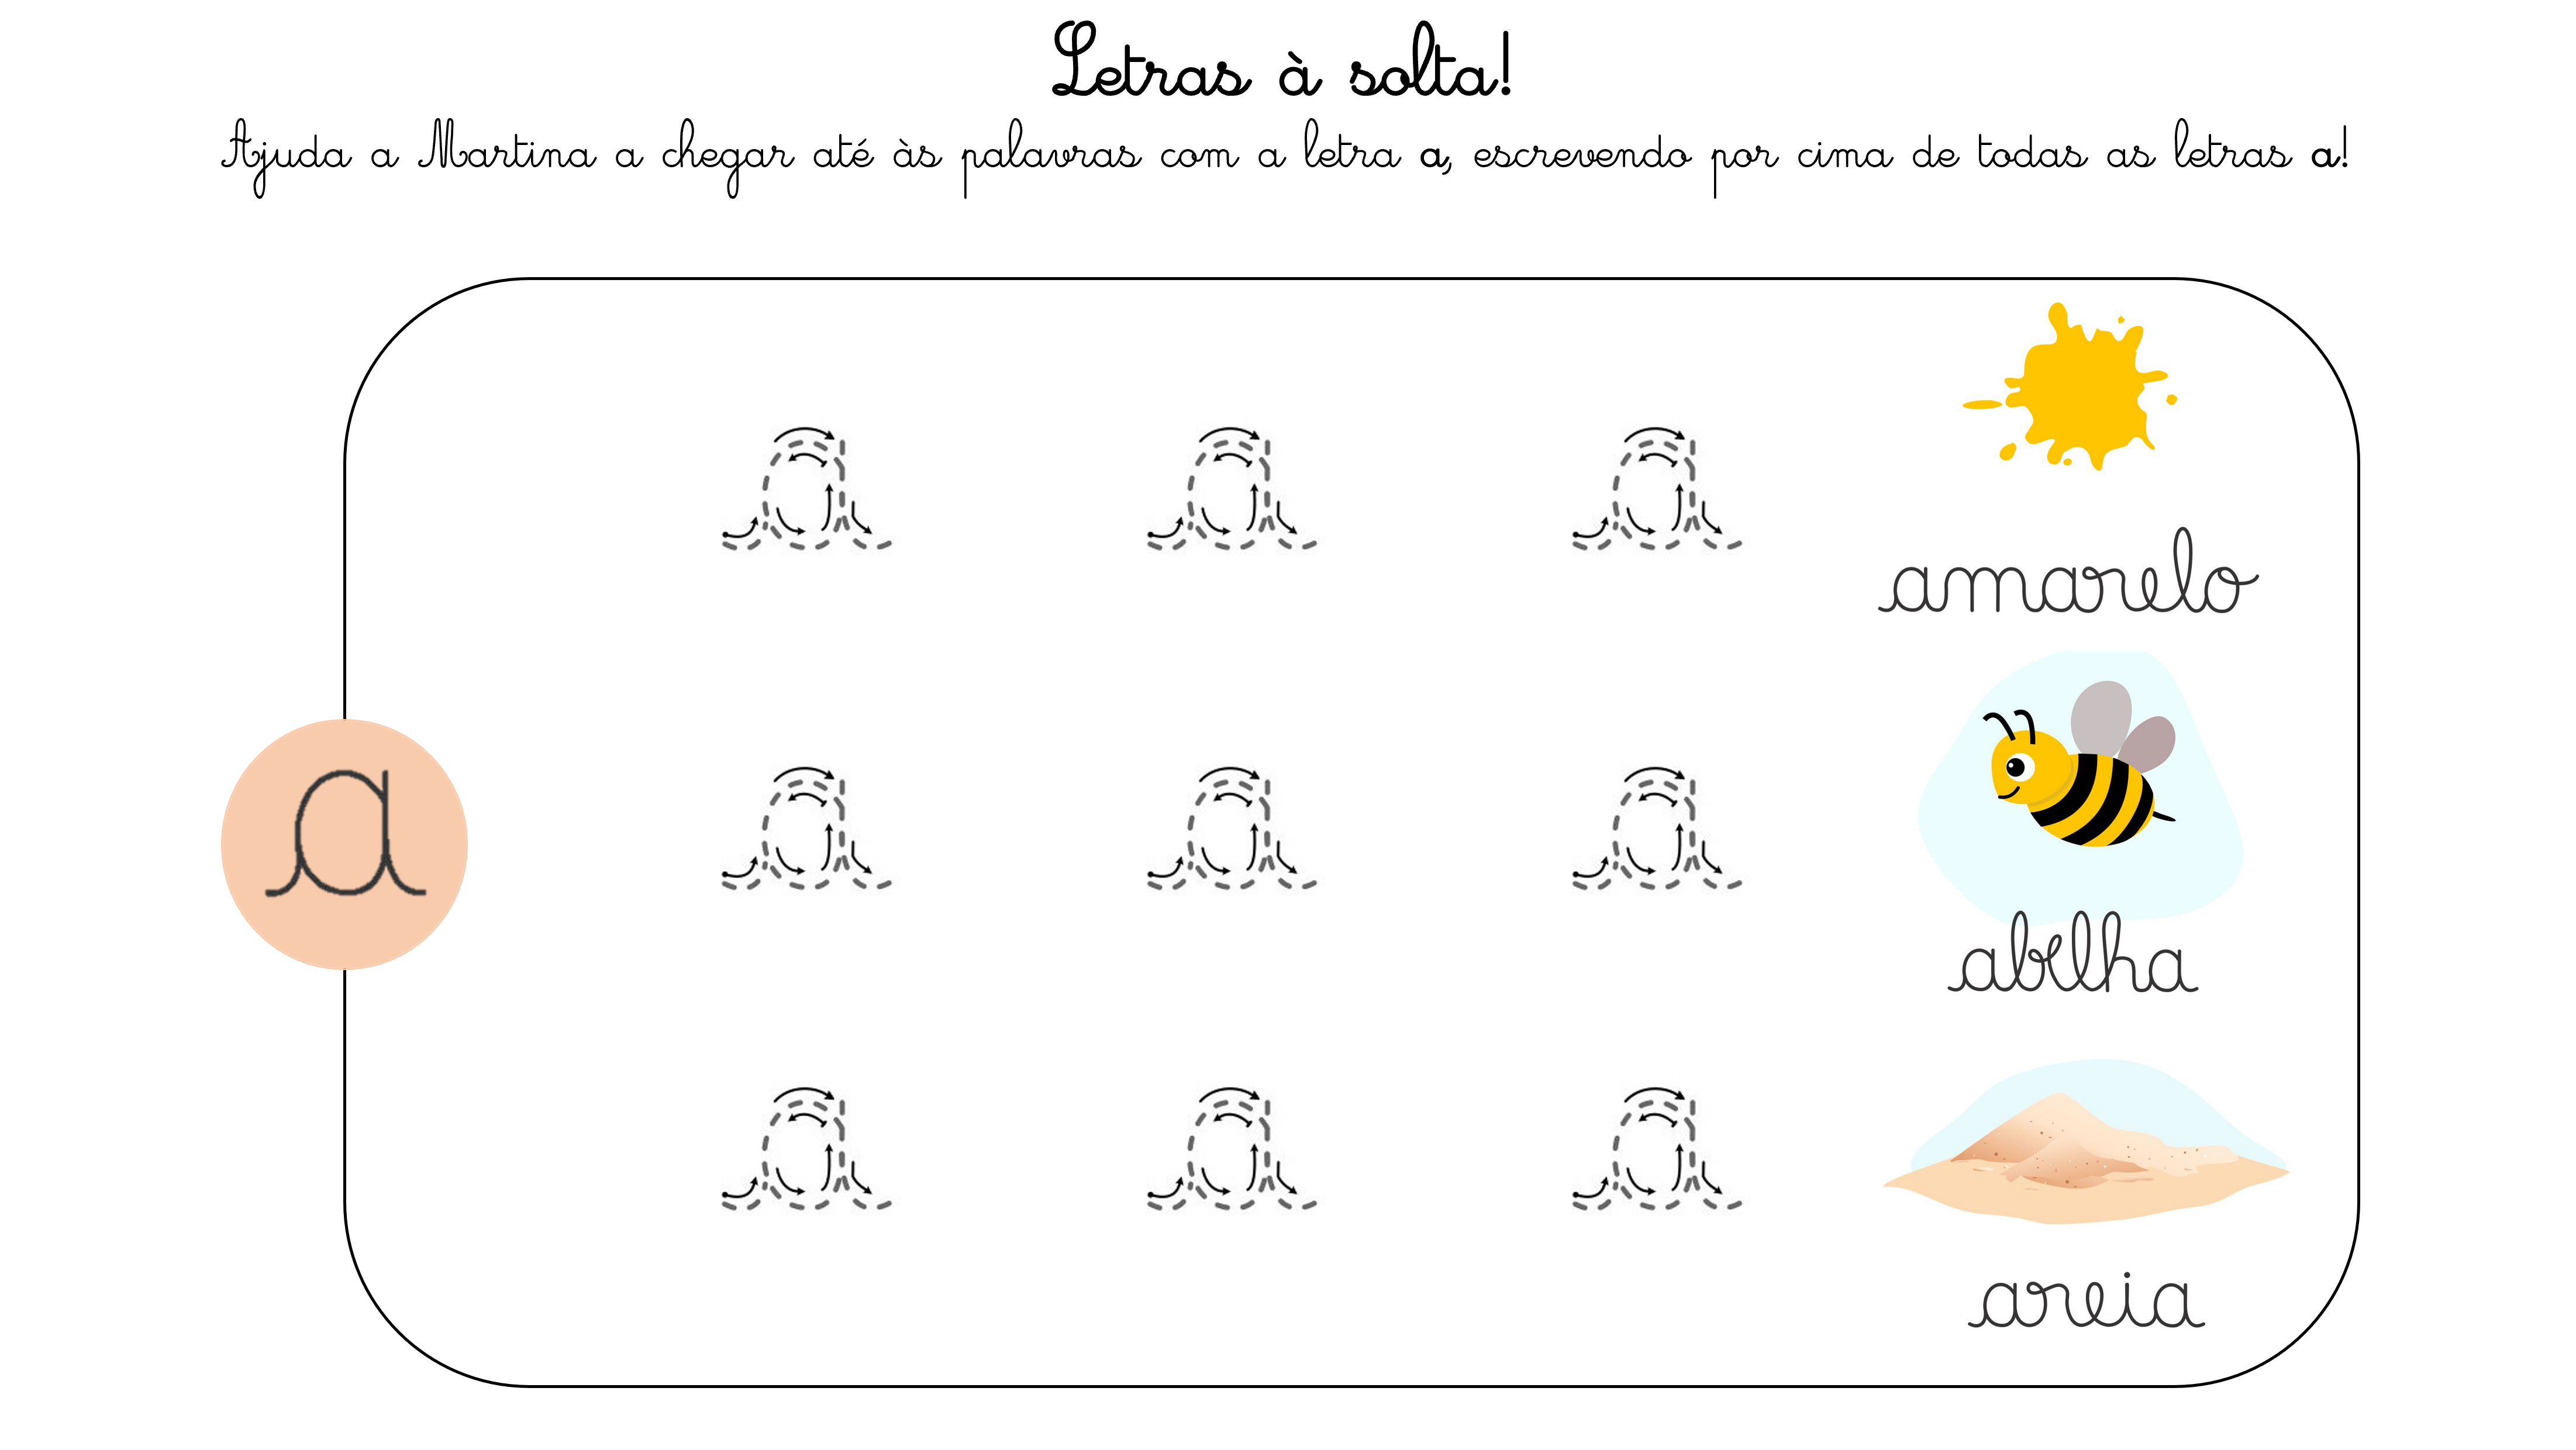 Letras à solta!
Ajuda a Martina a chegar até às palavras com a letra a, escrevendo por cima de todas as letras a!
a a a
amarelo
a
a a a
abelha
a a a
areia